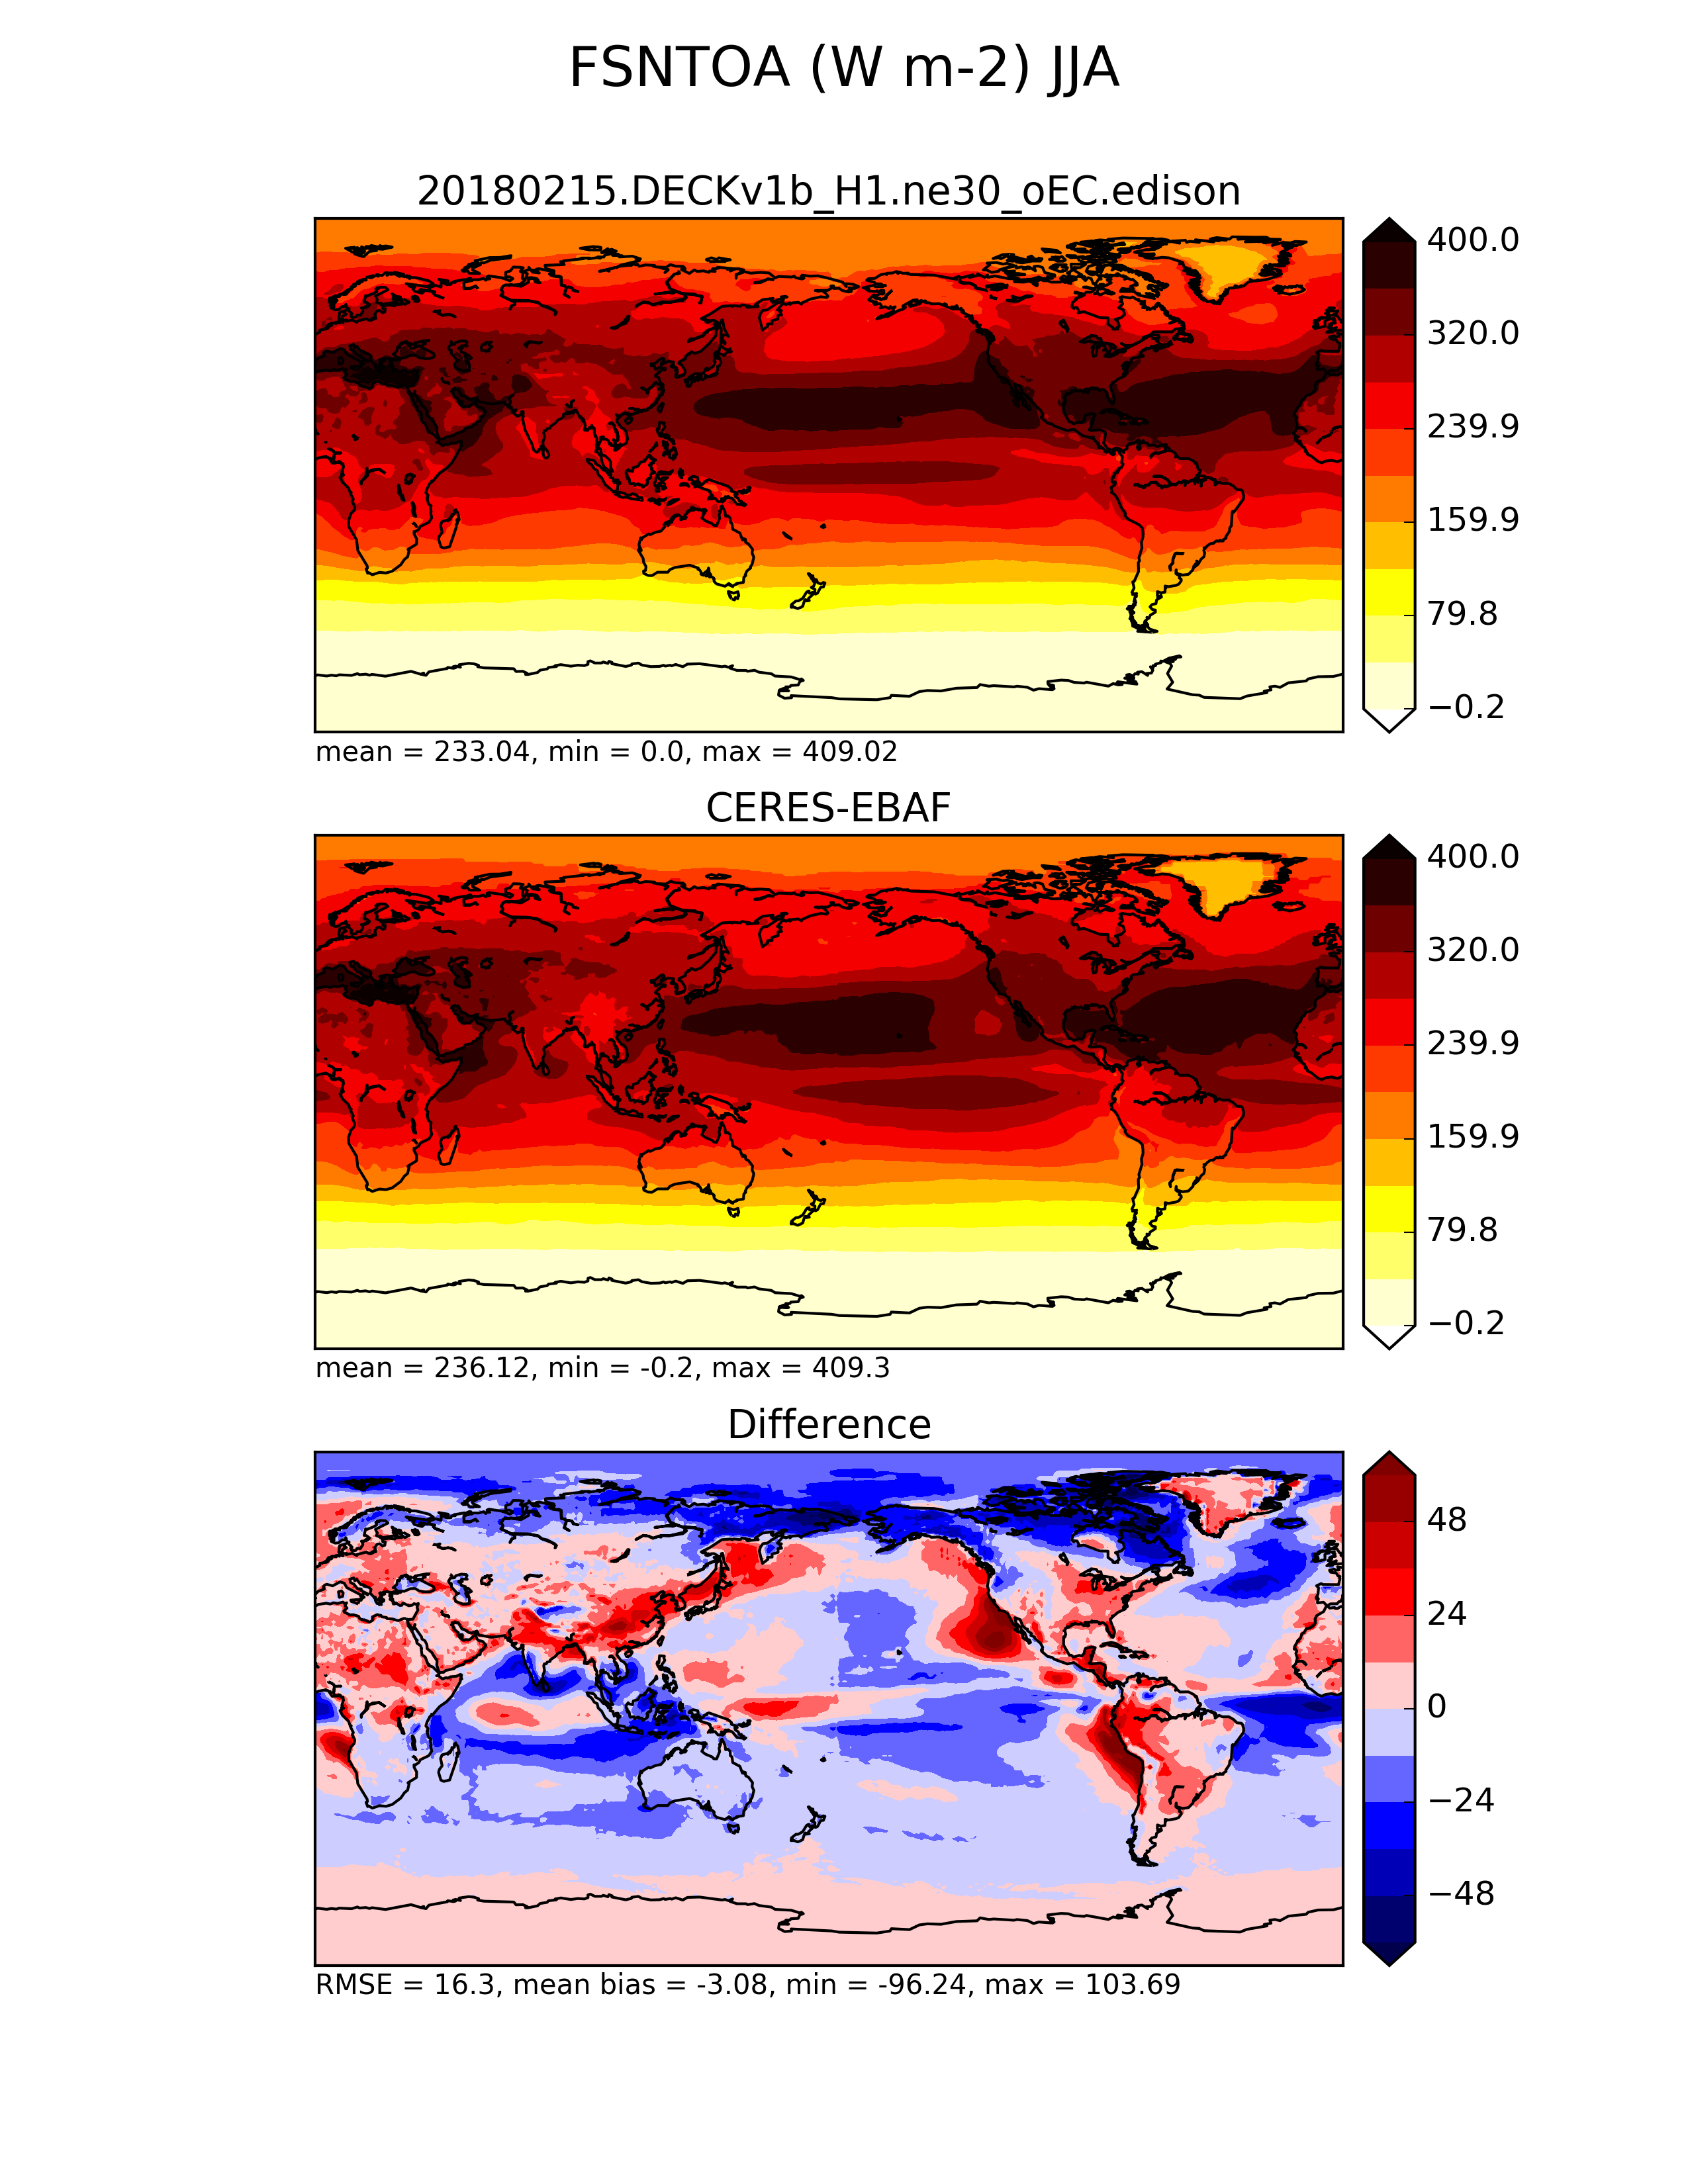 FSNTOA (W m-2) JJA
20180215.DECKv1b_H1.ne30_oEC.edison
400.0
320.0
239.9
159.9
79.8
−0.2
mean = 233.04, min = 0.0, max = 409.02
CERES-EBAF
400.0
320.0
239.9
159.9
79.8
−0.2
mean = 236.12, min = -0.2, max = 409.3
Difference
48
24
0
−24
−48
RMSE = 16.3, mean bias = -3.08, min = -96.24, max = 103.69